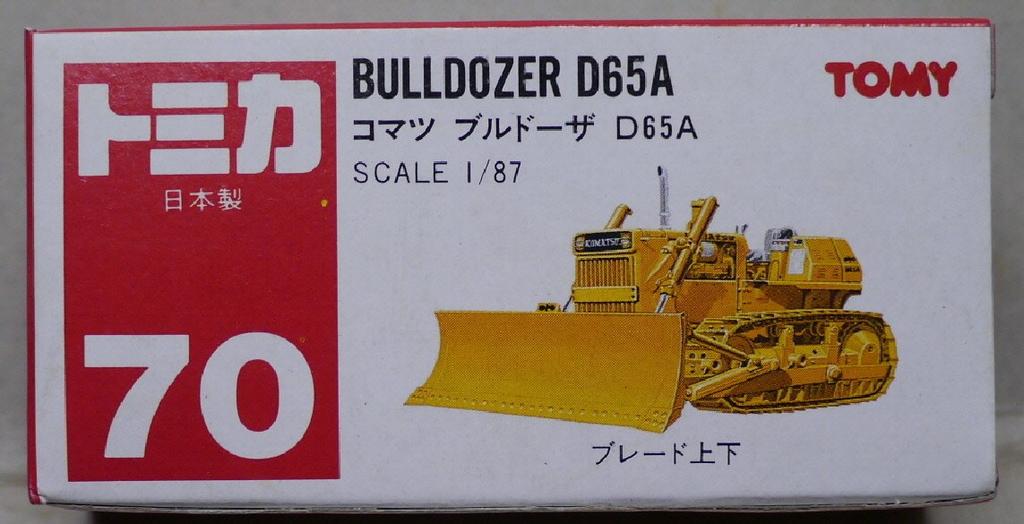 トミカ
日本製
70
BULLDOZER D65A
コマツ ブルドーザ D65A
SCALE 1/87
TOMY
KOMATSU
ブレード上下